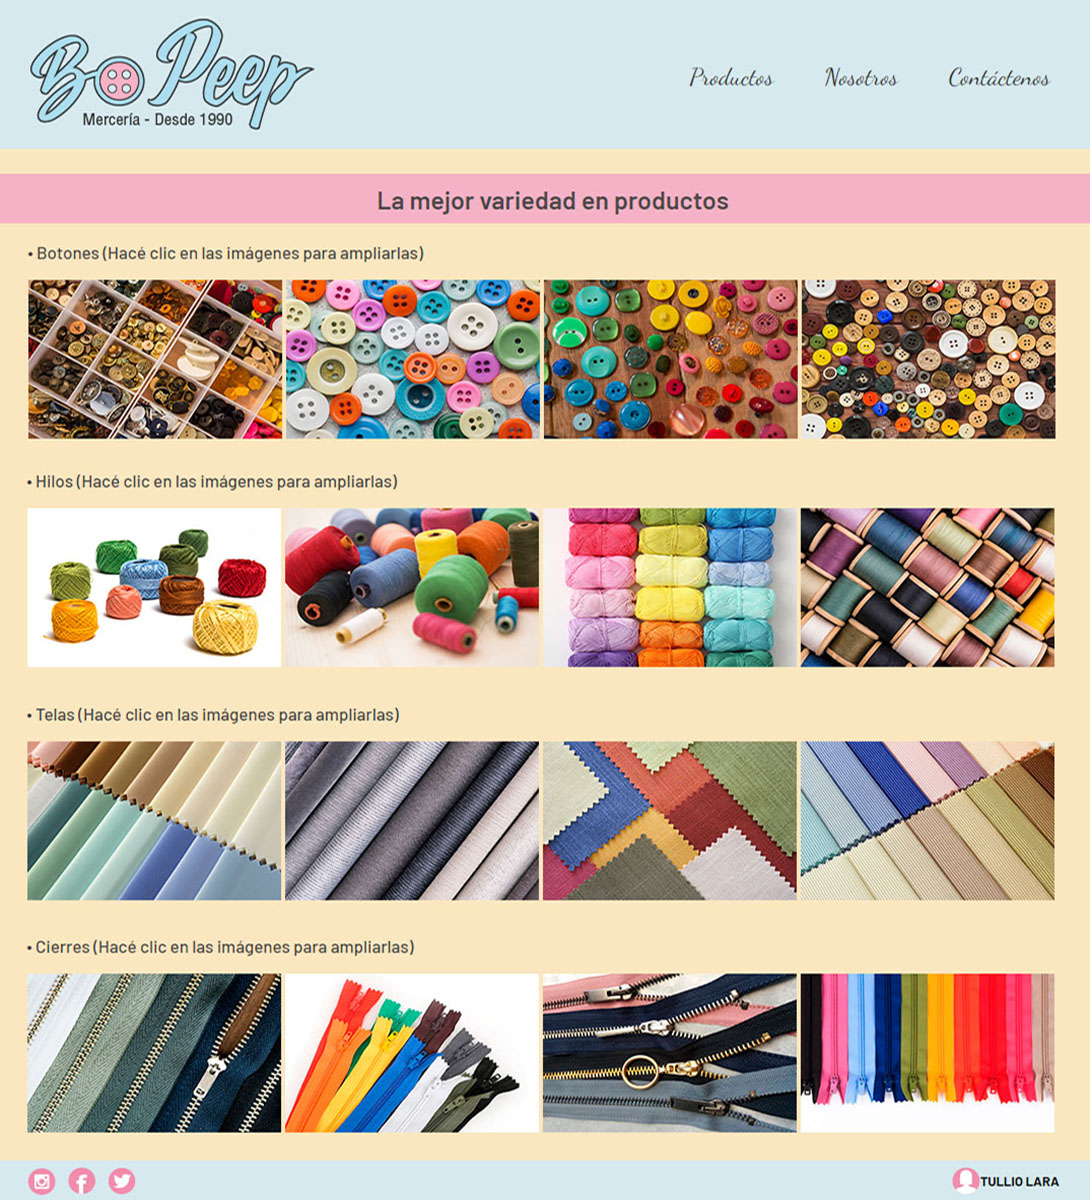 Bo Peep
Mercería - Desde 1990
Productos Nosotros Contáctenos
La mejor variedad en productos
• Botones (Hacé clic en las imágenes para ampliarlas)
• Hilos (Hacé clic en las imágenes para ampliarlas)
• Telas (Hacé clic en las imágenes para ampliarlas)
• Cierres (Hacé clic en las imágenes para ampliarlas)
TULLIO LARA